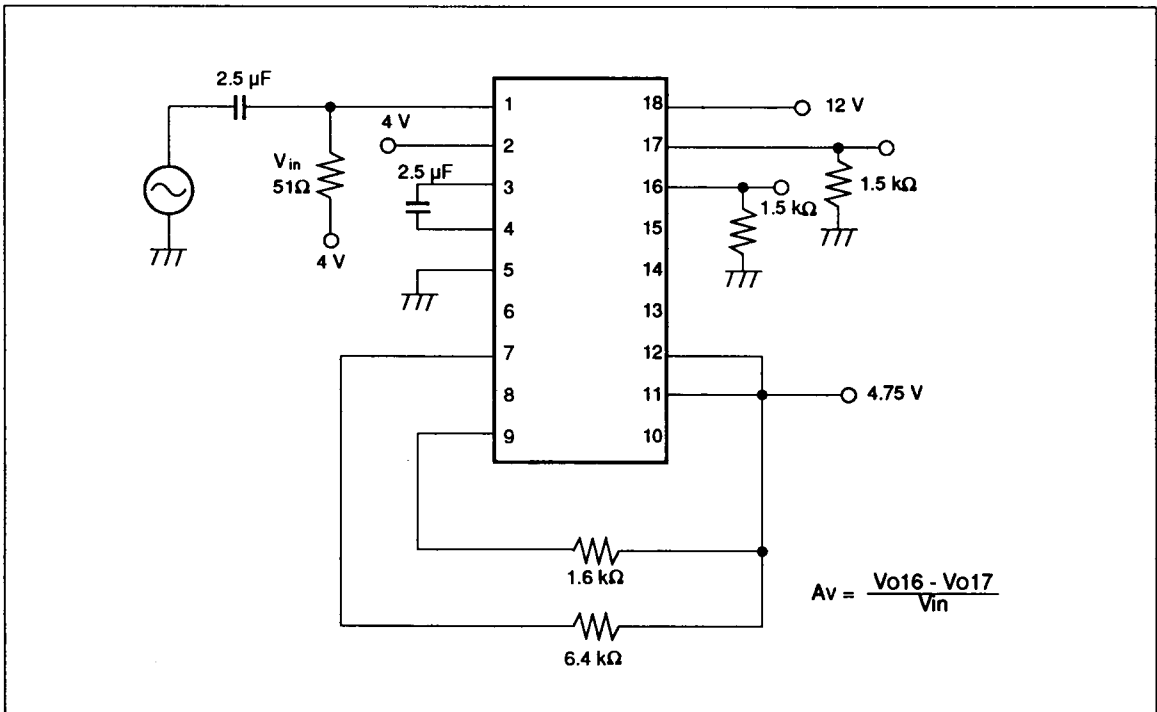 2.5 µF
1
18
12 V
4 V
2
17
Vin
51Ω
2.5 µF
3
16
1.5 kΩ
1.5 kΩ
4
15
4 V
5
14
6
13
7
12
8
11
4.75 V
9
10
1.6 kΩ
Av = Vo16 - Vo17
Vin
6.4 kΩ